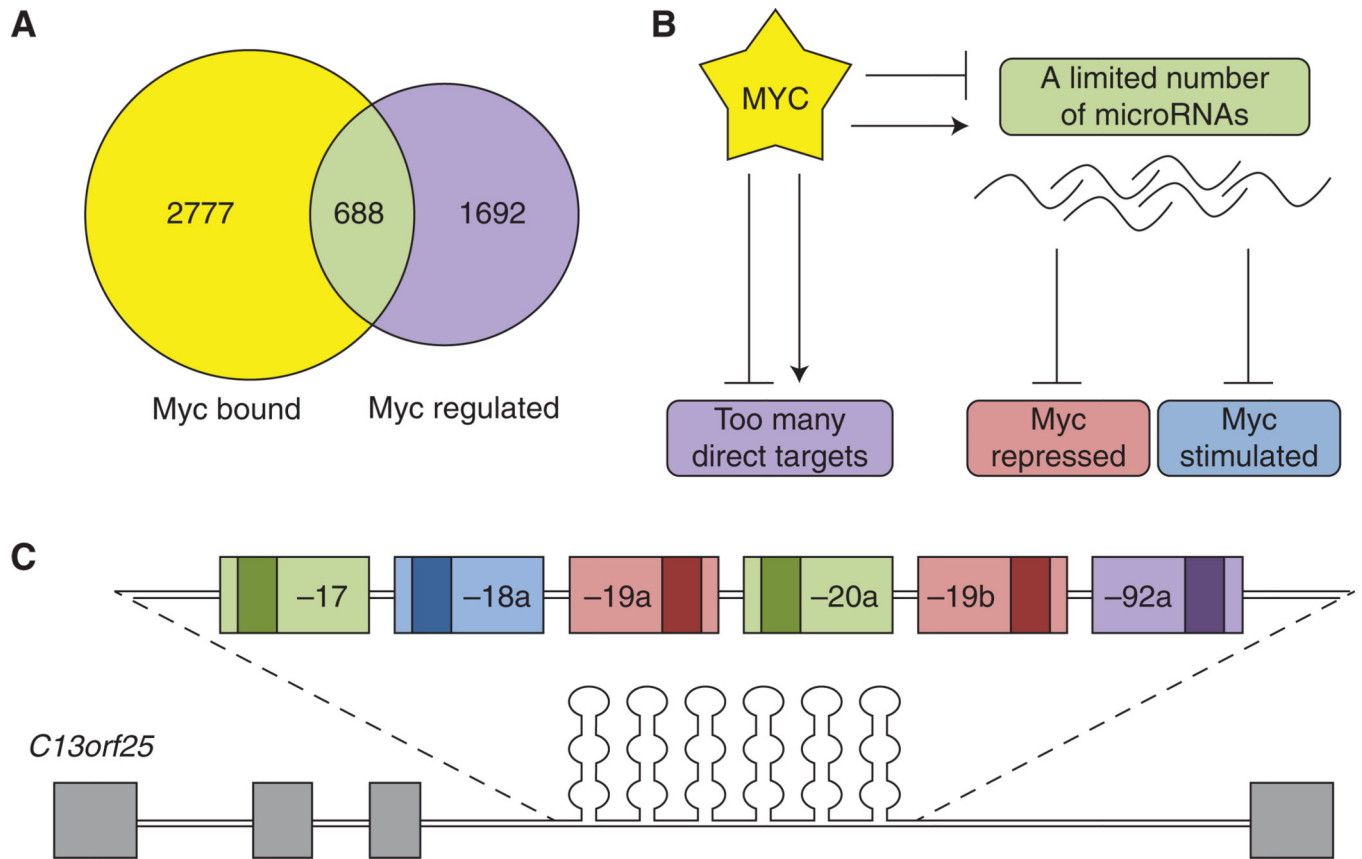 A
2777
688
1692
Myc bound
Myc regulated
B
MYC
A limited number
of microRNAs
Too many
direct targets
Myc
repressed
Myc
stimulated
C
–17
–18a
–19a
–20a
–19b
–92a
C13orf25